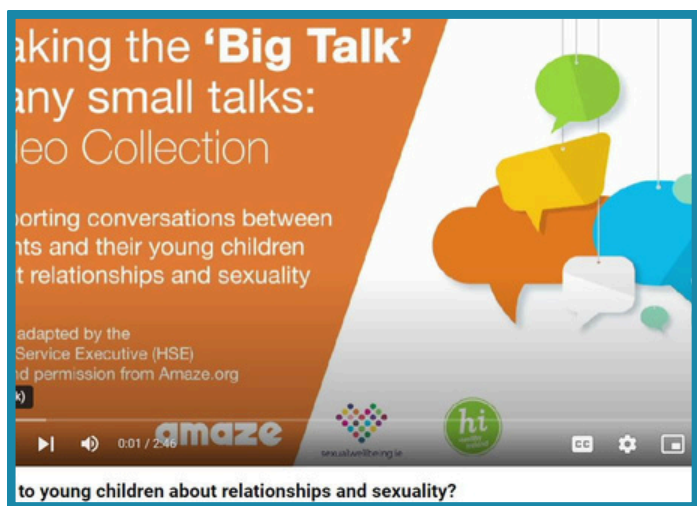 aking the ‘Big Talk’
any small talks:
leo Collection
orting conversations between
nts and their young children
t relationships and sexuality
adapted by the
Service Executive (HSE)
d permission from Amaze.org
k)
amaze
sexualwellbeing.ie
hi
0:01 / 2:46
CC
to young children about relationships and sexuality?